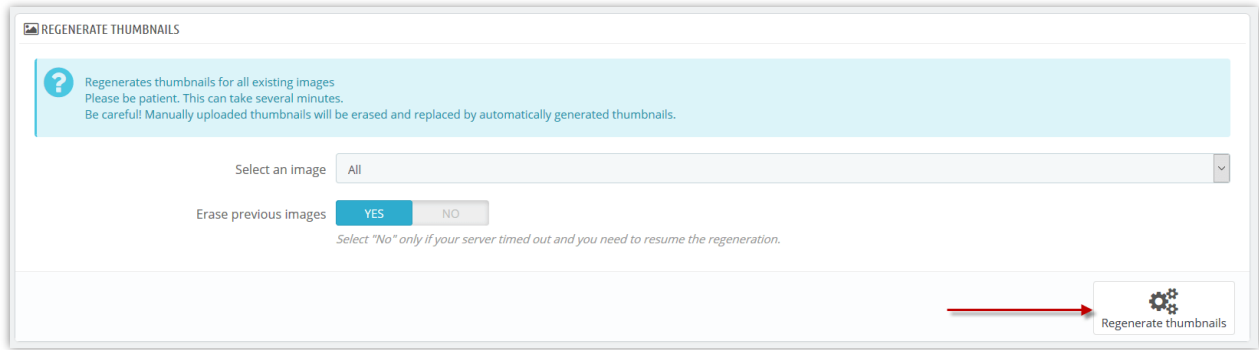 REGENERATE THUMBNAILS
Regenerates thumbnails for all existing images
Please be patient. This can take several minutes.
Be careful! Manually uploaded thumbnails will be erased and replaced by automatically generated thumbnails.
Select an image All
Erase previous images YES NO
Select "No" only if your server timed out and you need to resume the regeneration.
Regenerate thumbnails